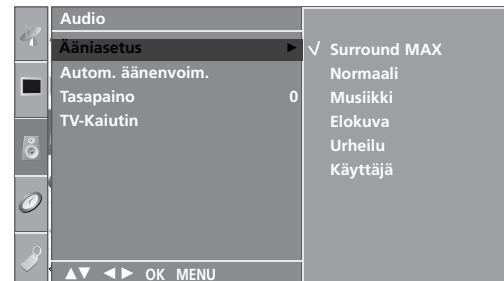 Audio
Ääniasetus ► √ Surround MAX
Autom. äänenvoim. Normaali
Tasapaino 0 Musiikki
TV-Kaiutin Elokuva
Urheilu
Käyttäjä
▲▼ ◄► OK MENU